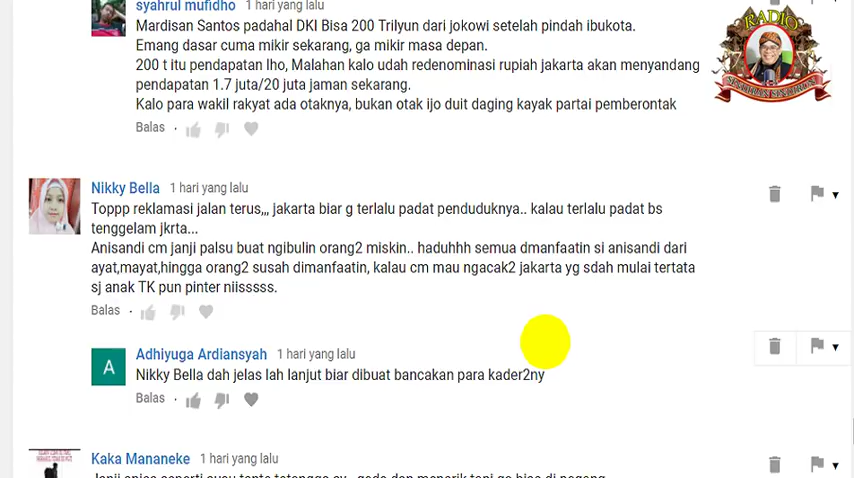 syahrul mufidho 1 hari yang lalu
Mardisan Santos padahal DKI Bisa 200 Trilyun dari jokowi setelah pindah ibukota.
Emang dasar cuma mikir sekarang, ga mikir masa depan.
200 t itu pendapatan lho, Malahan kalo udah redenominasi rupiah jakarta akan menyandang
pendapatan 1.7 juta/20 juta jaman sekarang.
Kalo para wakil rakyat ada otaknya, bukan otak ijo duit daging kayak partai pemberontak
Balas
RADIO
Nikky Bella 1 hari yang lalu
Toppp reklamasi jalan terus,,, jakarta biar g terlalu padat penduduknya.. kalau terlalu padat bs
tenggelam jkrta...
Anisandi cm janji palsu buat ngibulin orang2 miskin.. haduhhh semua dmanfaatin si anisandi dari
ayat,mayat,hingga orang2 susah dimanfaatin, kalau cm mau ngacak2 jakarta yg sdah mulai tertata
sj anak TK pun pinter niisssss.
Balas
A
Adhiyuga Ardiansyah 1 hari yang lalu
Nikky Bella dah jelas lah lanjut biar dibuat bancakan para kader2ny
Balas
Kaka Mananeke 1 hari yang lalu